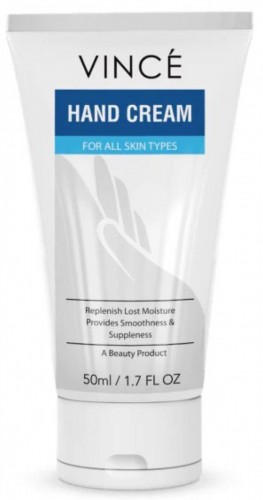 VINCÉ
HAND CREAM
FOR ALL SKIN TYPES
Replenish Lost Moisture
Provides Smoothness &
Suppleness
A Beauty Product
50ml / 1.7 FL OZ